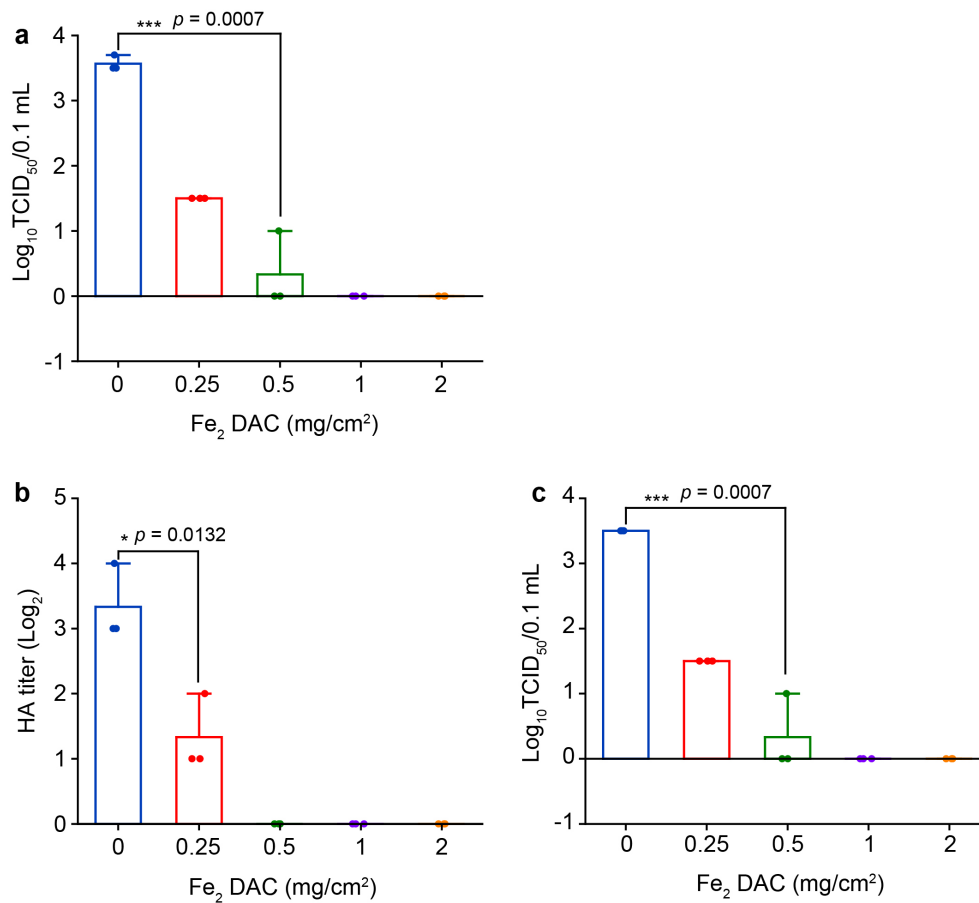 a
*** p = 0.0007
Log₁₀TCID₅₀/0.1 mL
4
3
2
1
0
-1
0 0.25 0.5 1 2
Fe₂ DAC (mg/cm²)
b
* p = 0.0132
HA titer (Log₂)
5
4
3
2
1
0
0 0.25 0.5 1 2
Fe₂ DAC (mg/cm²)
c
*** p = 0.0007
Log₁₀TCID₅₀/0.1 mL
4
3
2
1
0
-1
0 0.25 0.5 1 2
Fe₂ DAC (mg/cm²)